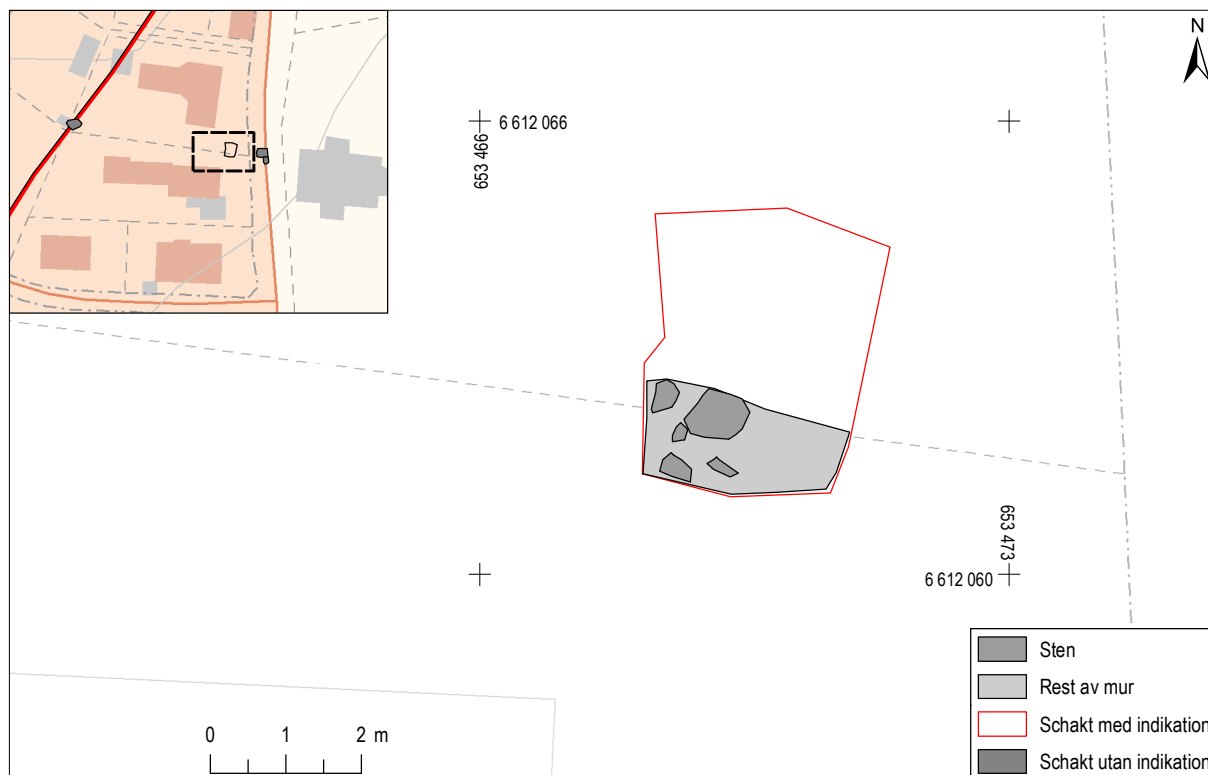 N
6 612 066
653 466
653 473
6 612 060
Sten
Rest av mur
Schakt med indikation
Schakt utan indikation
0 1 2 m